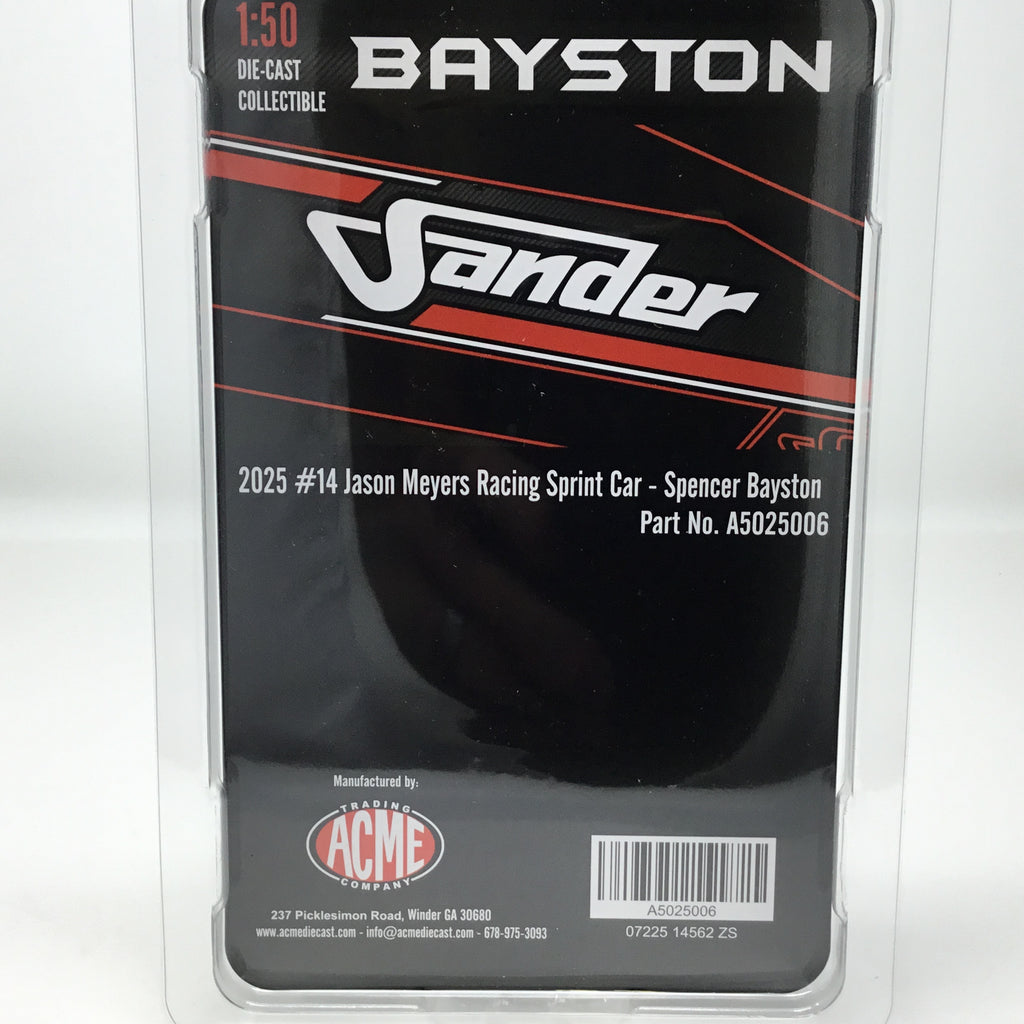 1:50
DIE-CAST
COLLECTIBLE
BAYSTON
Sander
2025 #14 Jason Meyers Racing Sprint Car - Spencer Bayston
Part No. A5025006
Manufactured by:
TRADING
ACME
COMPANY
237 Picklesimon Road, Winder GA 30680
www.acmediecast.com - info@acmediecast.com - 678-975-3093
A5025006
07225 14562 ZS